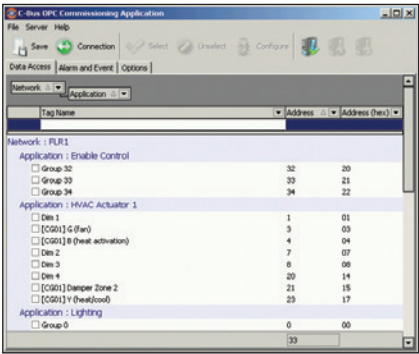 C-Bus OPC Commissioning Application
File Server Help
Save Connection Select Unselect Configure
Data Access Alarm and Event Options
Network
Application
Tag Name Address Address (hex)
Network : FLR1
Application : Enable Control
Group 32 32 20
Group 33 33 21
Group 34 34 22
Application : HVAC Actuator 1
Dim 1 1 01
[CG01] G (fan) 3 03
[CG01] B (heat activation) 4 04
Dim 2 7 07
Dim 3 8 08
Dim 4 20 14
[CG01] Damper Zone 2 21 15
[CG01] Y (heat/cool) 23 17
Application : Lighting
Group 0 0 00
33